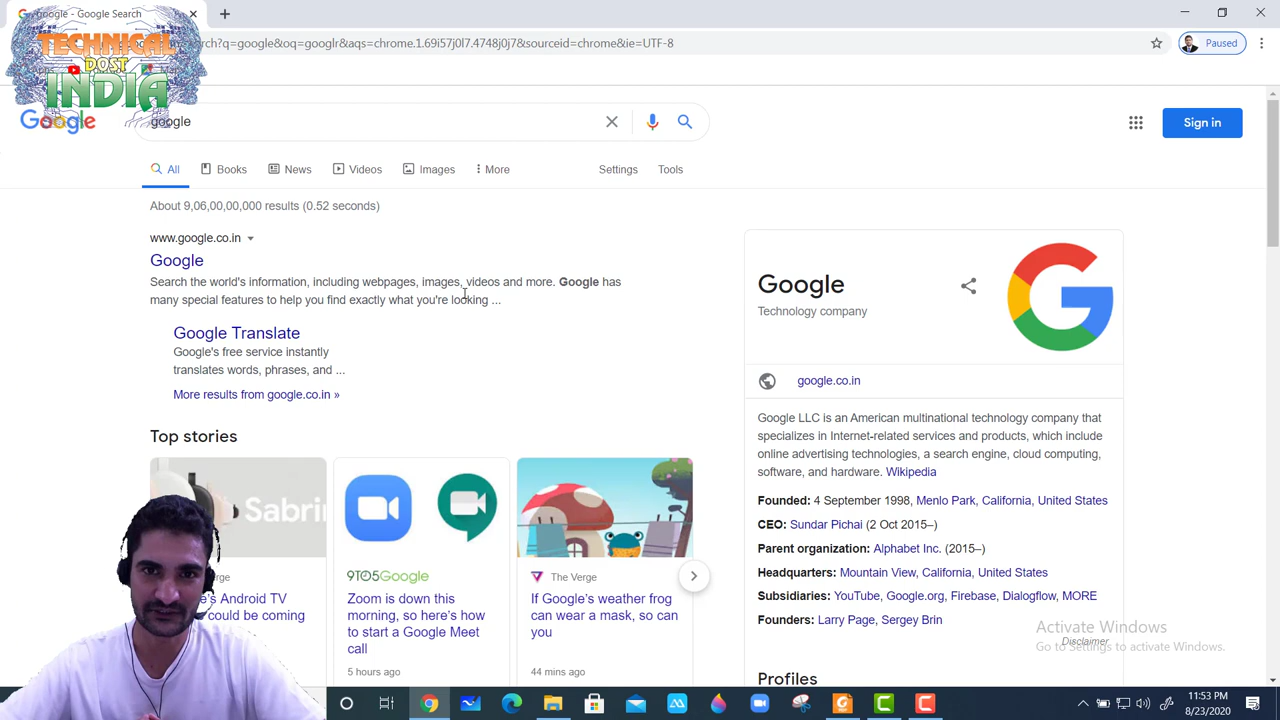 google - Google Search
TECHNICAL
DOST
INDIA
search?q=google&oq=googlr&aqs=chrome.1.69i57j0l7.4748j0j7&sourceid=chrome&ie=UTF-8
Paused
Google
google
Sign in
All
Books
News
Videos
Images
More
Settings
Tools
About 9,06,00,00,000 results (0.52 seconds)
www.google.co.in
Google
Search the world's information, including webpages, images, videos and more. Google has
many special features to help you find exactly what you're looking ...
Google Translate
Google's free service instantly
translates words, phrases, and ...
More results from google.co.in »
Top stories
Sabri
The Verge
's Android TV
could be coming
9TO5Google
Zoom is down this
morning, so here's how
to start a Google Meet
call
5 hours ago
The Verge
If Google's weather frog
can wear a mask, so can
you
44 mins ago
Google
Technology company
google.co.in
Google LLC is an American multinational technology company that
specializes in Internet-related services and products, which include
online advertising technologies, a search engine, cloud computing,
software, and hardware. Wikipedia
Founded: 4 September 1998, Menlo Park, California, United States
CEO: Sundar Pichai (2 Oct 2015–)
Parent organization: Alphabet Inc. (2015–)
Headquarters: Mountain View, California, United States
Subsidiaries: YouTube, Google.org, Firebase, Dialogflow, MORE
Founders: Larry Page, Sergey Brin
Disclaimer
Activate Windows
Go to Settings to activate Windows.
Profiles
11:53 PM
8/23/2020